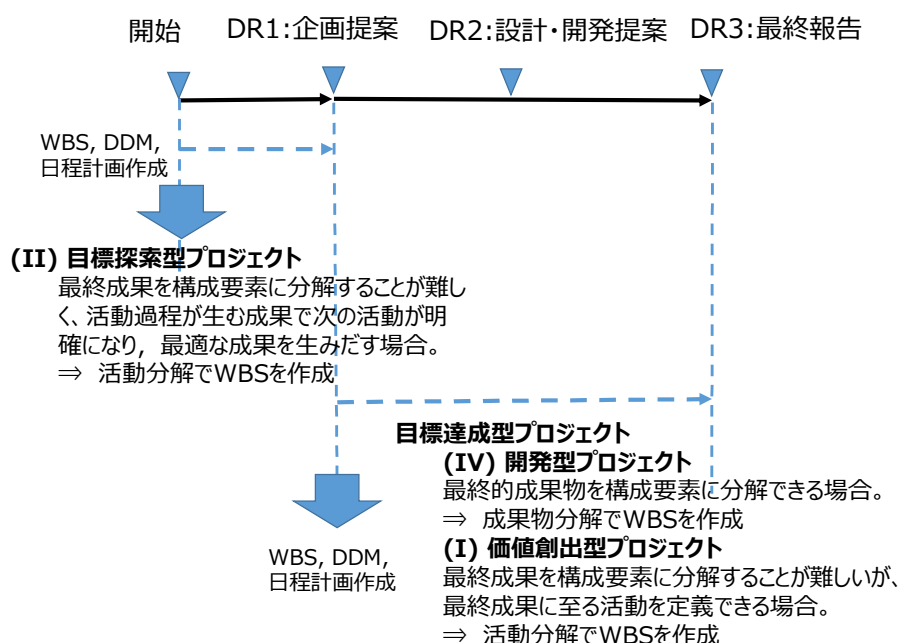 開始
DR1:企画提案
DR2:設計・開発提案
DR3:最終報告
WBS, DDM,
日程計画作成
(II) 目標探索型プロジェクト
最終成果を構成要素に分解することが難し
く、活動過程が生む成果で次の活動が明
確になり, 最適な成果を生みだす場合。
⇒ 活動分解でWBSを作成
目標達成型プロジェクト
(IV) 開発型プロジェクト
最終的成果物を構成要素に分解できる場合。
⇒ 成果物分解でWBSを作成
(I) 価値創出型プロジェクト
最終成果を構成要素に分解することが難しいが、
最終成果に至る活動を定義できる場合。
⇒ 活動分解でWBSを作成
WBS, DDM,
日程計画作成